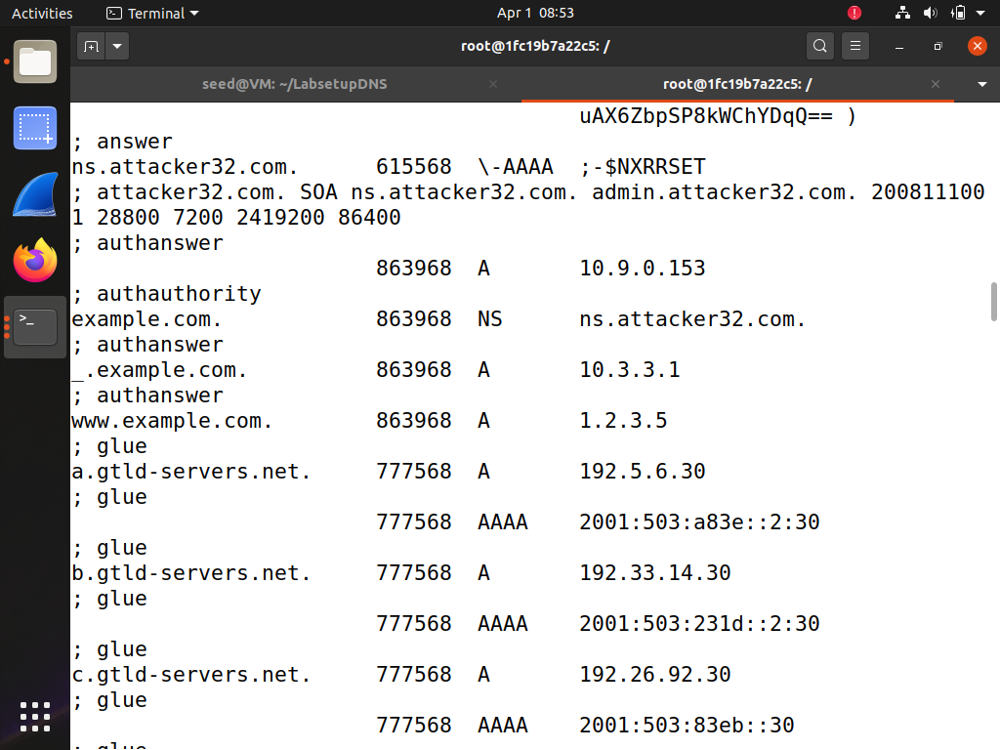 Activities Terminal Apr 1 08:53
root@1fc19b7a22c5: /
seed@VM: ~/LabsetupDNS root@1fc19b7a22c5: /
uAX6ZbpSP8kWChYDqQ== )
; answer
ns.attacker32.com. 615568 \-AAAA ;-$NXRRSET
; attacker32.com. SOA ns.attacker32.com. admin.attacker32.com. 200811100
1 28800 7200 2419200 86400
; authanswer
863968 A 10.9.0.153
; authauthority
example.com. 863968 NS ns.attacker32.com.
; authanswer
_.example.com. 863968 A 10.3.3.1
; authanswer
www.example.com. 863968 A 1.2.3.5
; glue
a.gtld-servers.net. 777568 A 192.5.6.30
; glue
777568 AAAA 2001:503:a83e::2:30
; glue
b.gtld-servers.net. 777568 A 192.33.14.30
; glue
777568 AAAA 2001:503:231d::2:30
; glue
c.gtld-servers.net. 777568 A 192.26.92.30
; glue
777568 AAAA 2001:503:83eb::30
; glue